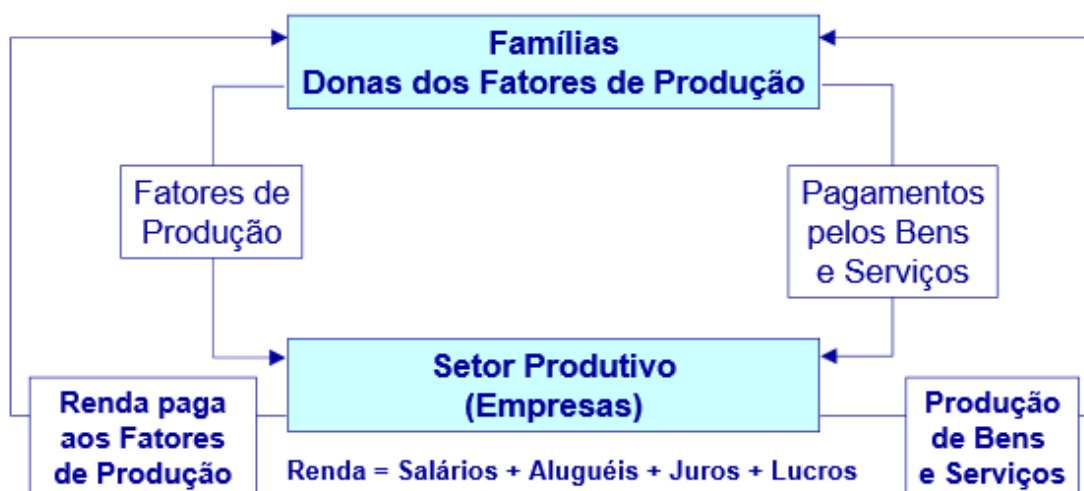 Famílias
Donas dos Fatores de Produção
Fatores de
Produção
Pagamentos
pelos Bens
e Serviços
Setor Produtivo
(Empresas)
Renda paga
aos Fatores
de Produção
Produção
de Bens
e Serviços
Renda = Salários + Aluguéis + Juros + Lucros